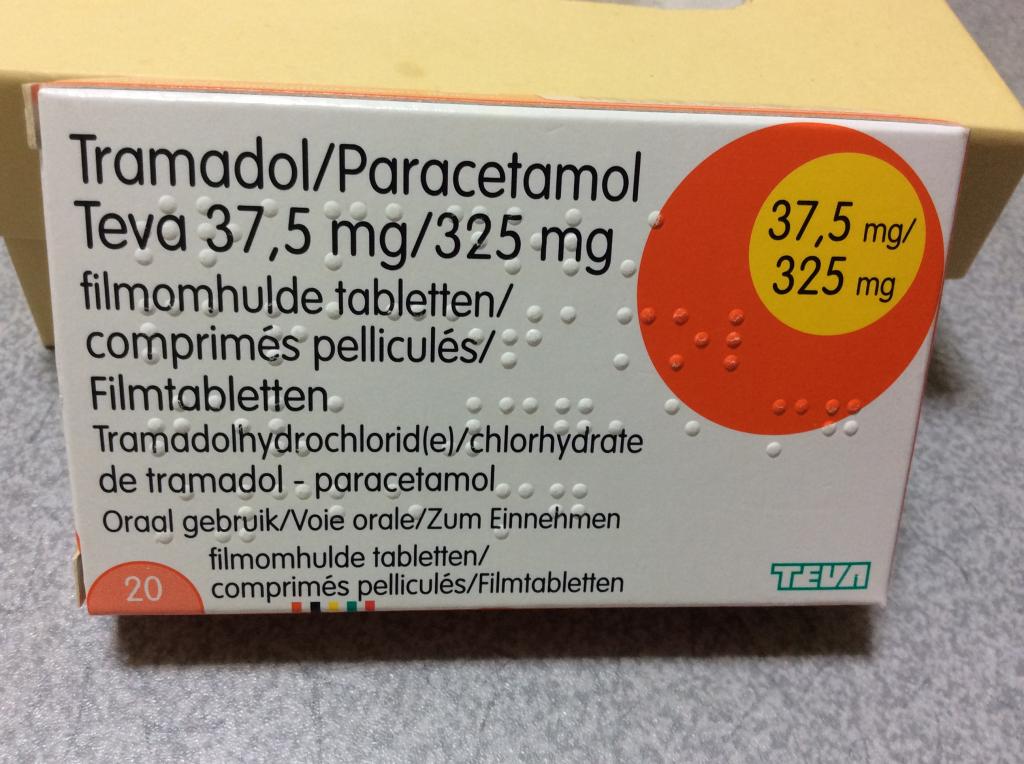 Tramadol/Paracetamol
Teva 37,5 mg/325 mg
37,5 mg/
325 mg
filmomhulde tabletten/
comprimés pelliculés/
Filmtabletten
Tramadolhydrochlorid(e)/chlorhydrate
de tramadol - paracetamol
Oraal gebruik/Voie orale/Zum Einnehmen
filmomhulde tabletten/
20 comprimés pelliculés/Filmtabletten
TEVA